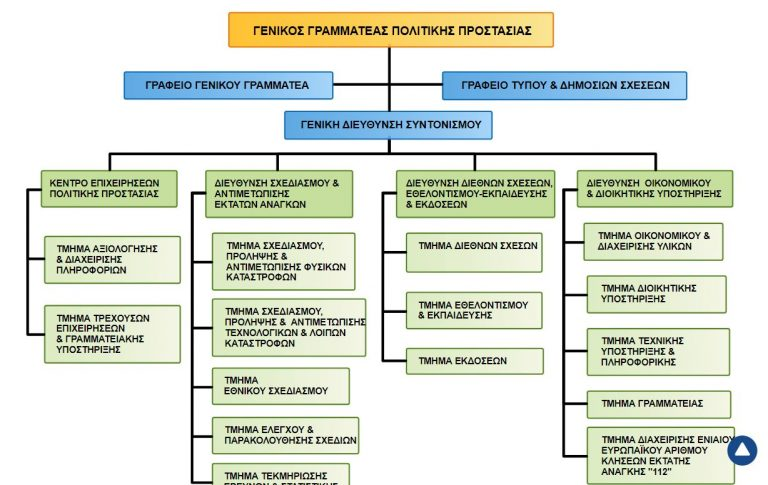 ΓΕΝΙΚΟΣ ΓΡΑΜΜΑΤΕΑΣ ΠΟΛΙΤΙΚΗΣ ΠΡΟΣΤΑΣΙΑΣ
ΓΡΑΦΕΙΟ ΓΕΝΙΚΟΥ ΓΡΑΜΜΑΤΕΑ
ΓΡΑΦΕΙΟ ΤΥΠΟΥ & ΔΗΜΟΣΙΩΝ ΣΧΕΣΕΩΝ
ΓΕΝΙΚΗ ΔΙΕΥΘΥΝΣΗ ΣΥΝΤΟΝΙΣΜΟΥ
ΚΕΝΤΡΟ ΕΠΙΧΕΙΡΗΣΕΩΝ
ΠΟΛΙΤΙΚΗΣ ΠΡΟΣΤΑΣΙΑΣ
ΤΜΗΜΑ ΑΞΙΟΛΟΓΗΣΗΣ
& ΔΙΑΧΕΙΡΙΣΗΣ
ΠΛΗΡΟΦΟΡΙΩΝ
ΤΜΗΜΑ ΤΡΕΧΟΥΣΩΝ
ΕΠΙΧΕΙΡΗΣΕΩΝ
& ΓΡΑΜΜΑΤΕΙΑΚΗΣ
ΥΠΟΣΤΗΡΙΞΗΣ
ΔΙΕΥΘΥΝΣΗ ΣΧΕΔΙΑΣΜΟΥ &
ΑΝΤΙΜΕΤΩΠΙΣΗΣ
ΕΚΤΑΤΩΝ ΑΝΑΓΚΩΝ
ΤΜΗΜΑ ΣΧΕΔΙΑΣΜΟΥ,
ΠΡΟΛΗΨΗΣ &
ΑΝΤΙΜΕΤΩΠΙΣΗΣ ΦΥΣΙΚΩΝ
ΚΑΤΑΣΤΡΟΦΩΝ
ΤΜΗΜΑ ΣΧΕΔΙΑΣΜΟΥ,
ΠΡΟΛΗΨΗΣ & ΑΝΤΙΜΕΤΩΠΙΣΗΣ
ΤΕΧΝΟΛΟΓΙΚΩΝ & ΛΟΙΠΩΝ
ΚΑΤΑΣΤΡΟΦΩΝ
ΤΜΗΜΑ
ΕΘΝΙΚΟΥ ΣΧΕΔΙΑΣΜΟΥ
ΤΜΗΜΑ ΕΛΕΓΧΟΥ &
ΠΑΡΑΚΟΛΟΥΘΗΣΗΣ ΣΧΕΔΙΩΝ
ΤΜΗΜΑ ΤΕΚΜΗΡΙΩΣΗΣ
ΔΙΕΥΘΥΝΣΗ ΔΙΕΘΝΩΝ ΣΧΕΣΕΩΝ,
ΕΘΕΛΟΝΤΙΣΜΟΥ-ΕΚΠΑΙΔΕΥΣΗΣ
& ΕΚΔΟΣΕΩΝ
ΤΜΗΜΑ ΔΙΕΘΝΩΝ ΣΧΕΣΩΝ
ΤΜΗΜΑ ΕΘΕΛΟΝΤΙΣΜΟΥ
& ΕΚΠΑΙΔΕΥΣΗΣ
ΤΜΗΜΑ ΕΚΔΟΣΕΩΝ
ΔΙΕΥΘΥΝΣΗ ΟΙΚΟΝΟΜΙΚΟΥ
& ΔΙΟΙΚΗΤΙΚΗΣ ΥΠΟΣΤΗΡΙΞΗΣ
ΤΜΗΜΑ ΟΙΚΟΝΟΜΙΚΟΥ &
ΔΙΑΧΕΙΡΙΣΗΣ ΥΛΙΚΩΝ
ΤΜΗΜΑ ΔΙΟΙΚΗΤΙΚΗΣ
ΥΠΟΣΤΗΡΙΞΗΣ
ΤΜΗΜΑ ΤΕΧΝΙΚΗΣ
ΥΠΟΣΤΗΡΙΞΗΣ &
ΠΛΗΡΟΦΟΡΙΚΗΣ
ΤΜΗΜΑ ΓΡΑΜΜΑΤΕΙΑΣ
ΤΜΗΜΑ ΔΙΑΧΕΙΡΙΣΗΣ ΕΝΙΑΙΟΥ
ΕΥΡΩΠΑΪΚΟΥ ΑΡΙΘΜΟΥ
ΚΛΗΣΕΩΝ ΕΚΤΑΤΗΣ
ΑΝΑΓΚΗΣ "112"